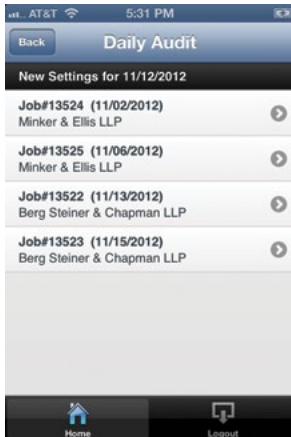 AT&T 5:31 PM
Back Daily Audit
New Settings for 11/12/2012
Job#13524 (11/02/2012)
Minker & Ellis LLP
Job#13525 (11/06/2012)
Minker & Ellis LLP
Job#13522 (11/13/2012)
Berg Steiner & Chapman LLP
Job#13523 (11/15/2012)
Berg Steiner & Chapman LLP
Home Logout